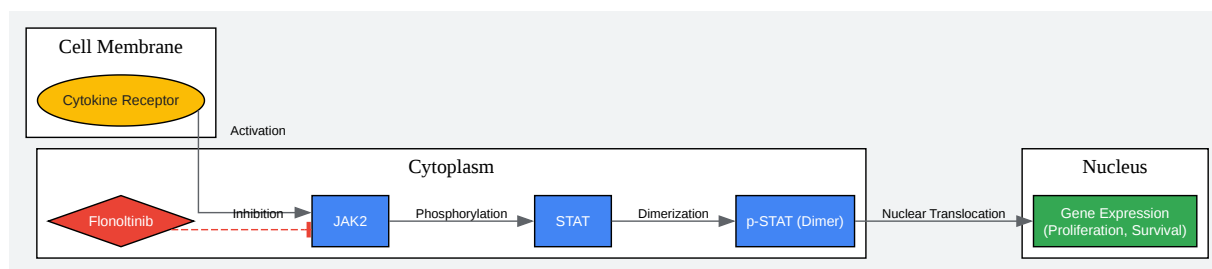 Cell Membrane
Cytokine Receptor
Activation
Cytoplasm
Nucleus
Flonoltinib
Inhibition
JAK2
Phosphorylation
STAT
Dimerization
p-STAT (Dimer)
Nuclear Translocation
Gene Expression
(Proliferation, Survival)